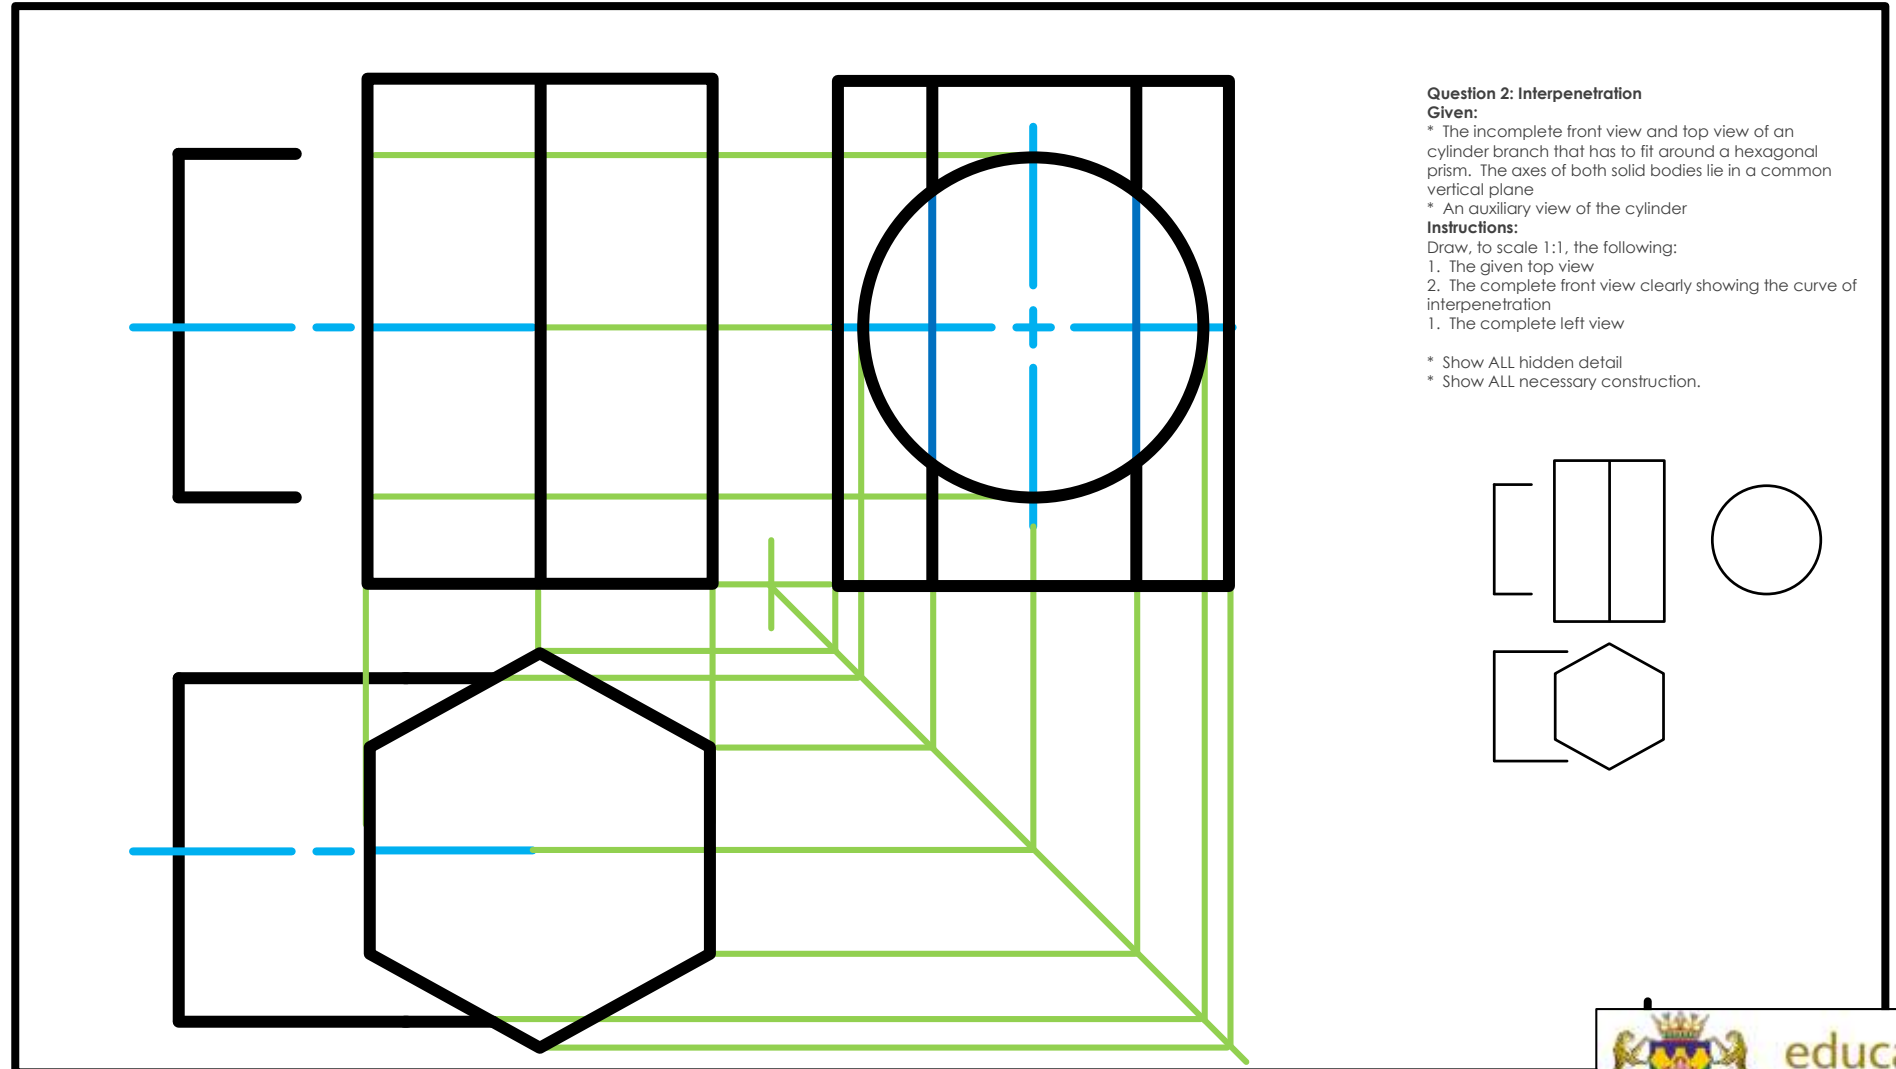 Question 2: Interpenetration
Given:
* The incomplete front view and top view of an
cylinder branch that has to fit around a hexagonal
prism. The axes of both solid bodies lie in a common
vertical plane
* An auxiliary view of the cylinder
Instructions:
Draw, to scale 1:1, the following:
1. The given top view
2. The complete front view clearly showing the curve of
interpenetration
1. The complete left view
* Show ALL hidden detail
* Show ALL necessary construction.